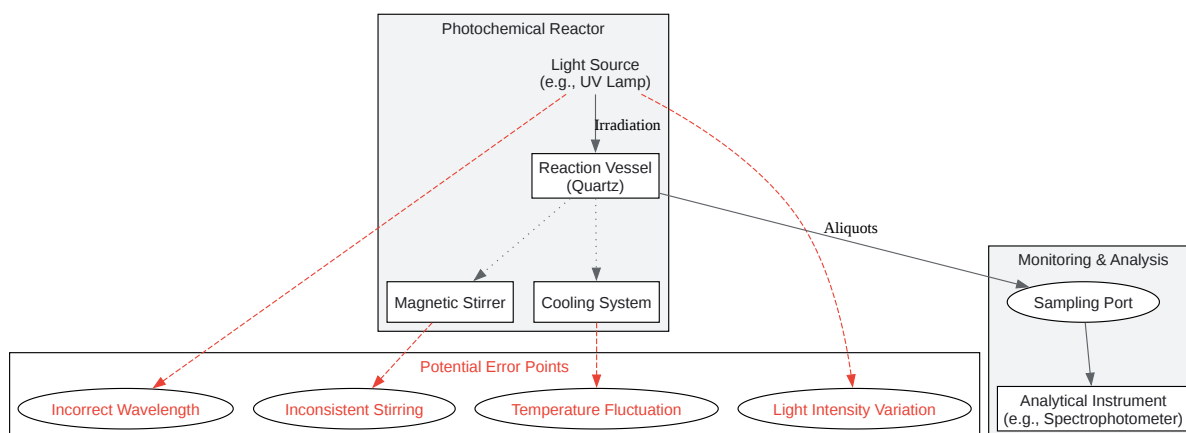 Photochemical Reactor
Light Source
(e.g., UV Lamp)
Irradiation
Reaction Vessel
(Quartz)
Aliquots
Monitoring & Analysis
Magnetic Stirrer
Cooling System
Sampling Port
Potential Error Points
Incorrect Wavelength
Inconsistent Stirring
Temperature Fluctuation
Light Intensity Variation
Analytical Instrument
(e.g., Spectrophotometer)